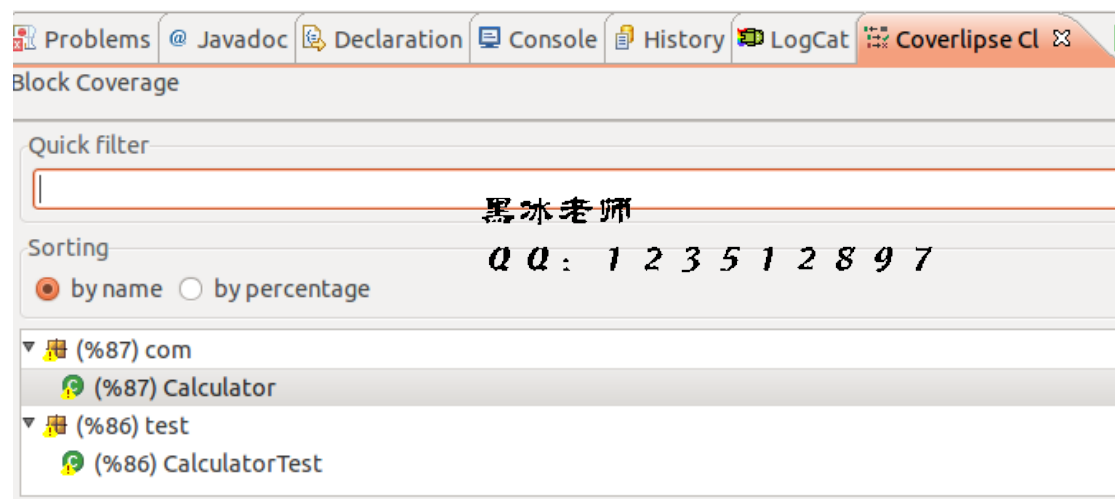 Problems @ Javadoc Declaration Console History LogCat Coverlipse Cl
Block Coverage
Quick filter
黑冰老师
Sorting
QQ：123512897
by name by percentage
(%87) com
(%87) Calculator
(%86) test
(%86) CalculatorTest